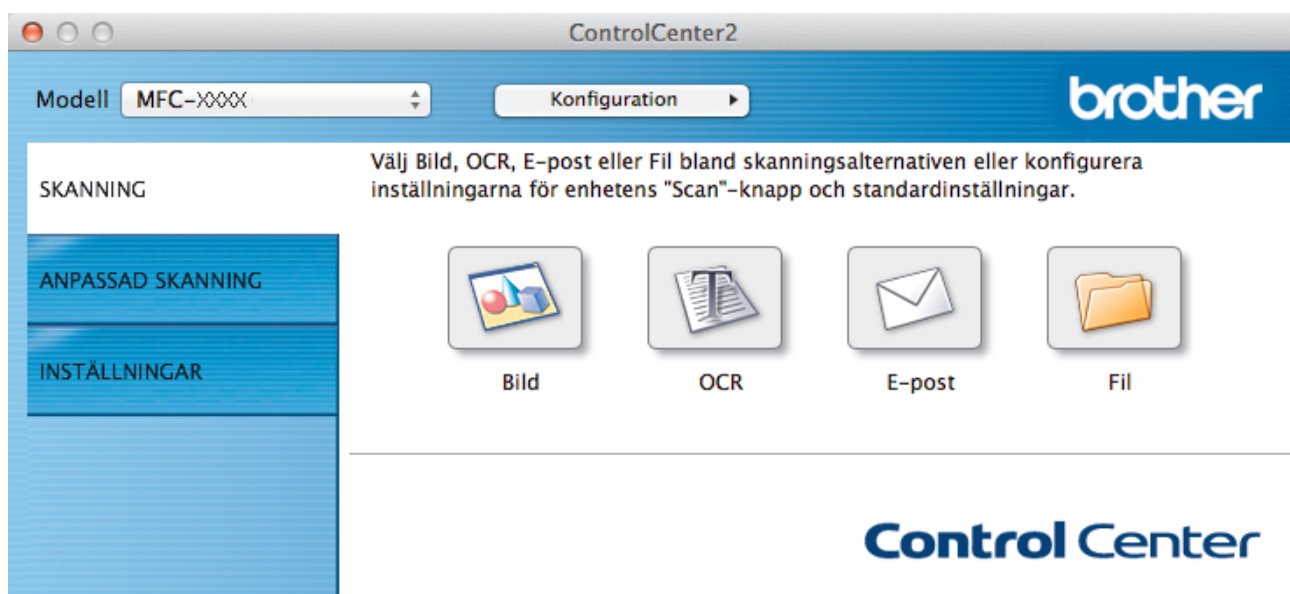 ControlCenter2
Modell MFC-XXXX Konfiguration brother
Välj Bild, OCR, E-post eller Fil bland skanningsalternativen eller konfigurera
inställningarna för enhetens "Scan"-knapp och standardinställningar.
SKANNING
ANPASSAD SKANNING
INSTÄLLNINGAR
Bild OCR E-post Fil
Control Center